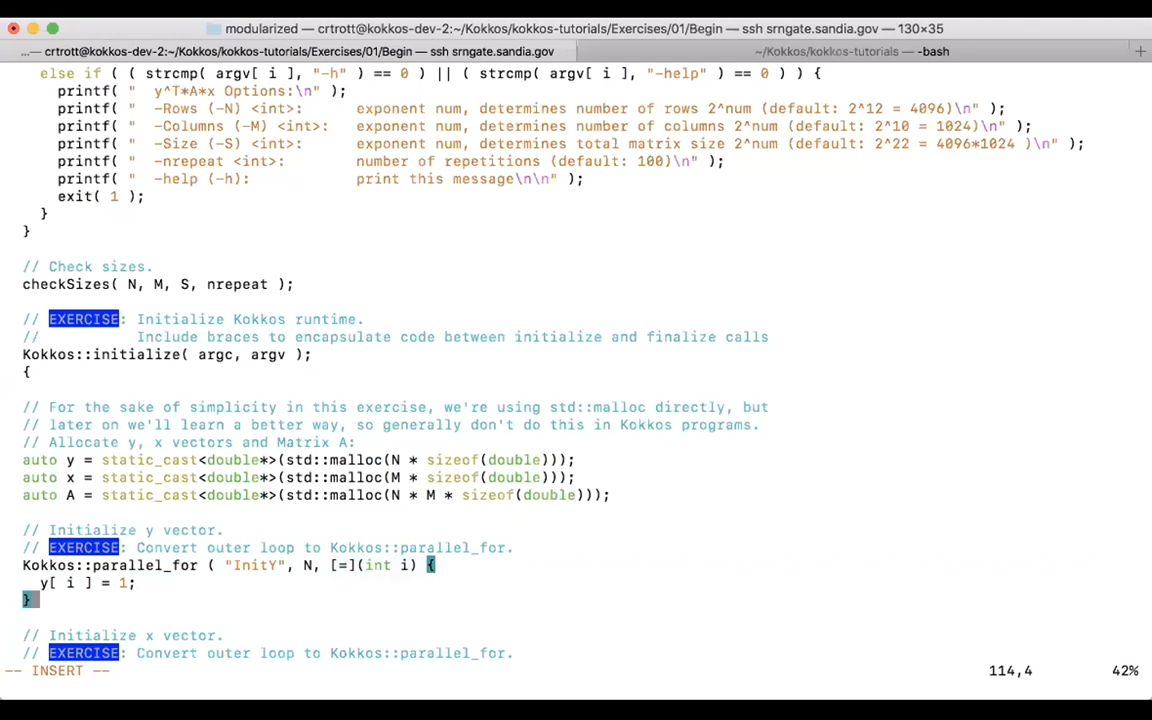 modularized — crtrott@kokkos-dev-2:~/Kokkos/kokkos-tutorials/Exercises/01/Begin — ssh srngate.sandia.gov — 130×35
...— crtrott@kokkos-dev-2:~/Kokkos/kokkos-tutorials/Exercises/01/Begin — ssh srngate.sandia.gov
~/Kokkos/kokkos-tutorials — -bash +
else if ( ( strcmp( argv[ i ], "-h" ) == 0 ) || ( strcmp( argv[ i ], "-help" ) == 0 ) ) {
printf( "  y^T*A*x Options:\n" );
printf( "  -Rows (-N) <int>:      exponent num, determines number of rows 2^num (default: 2^12 = 4096)\n" );
printf( "  -Columns (-M) <int>:   exponent num, determines number of columns 2^num (default: 2^10 = 1024)\n" );
printf( "  -Size (-S) <int>:      exponent num, determines total matrix size 2^num (default: 2^22 = 4096*1024 )\n" );
printf( "  -nrepeat <int>:        number of repetitions (default: 100)\n" );
printf( "  -help (-h):            print this message\n\n" );
exit( 1 );
}
}
// Check sizes.
checkSizes( N, M, S, nrepeat );
// EXERCISE: Initialize Kokkos runtime.
//           Include braces to encapsulate code between initialize and finalize calls
Kokkos::initialize( argc, argv );
{
// For the sake of simplicity in this exercise, we're using std::malloc directly, but
// later on we'll learn a better way, so generally don't do this in Kokkos programs.
// Allocate y, x vectors and Matrix A:
auto y = static_cast<double*>(std::malloc(N * sizeof(double)));
auto x = static_cast<double*>(std::malloc(M * sizeof(double)));
auto A = static_cast<double*>(std::malloc(N * M * sizeof(double)));
// Initialize y vector.
// EXERCISE: Convert outer loop to Kokkos::parallel_for.
Kokkos::parallel_for ( "InitY", N, [=](int i) {
y[ i ] = 1;
}
// Initialize x vector.
// EXERCISE: Convert outer loop to Kokkos::parallel_for.
-- INSERT -- 114,4 42%